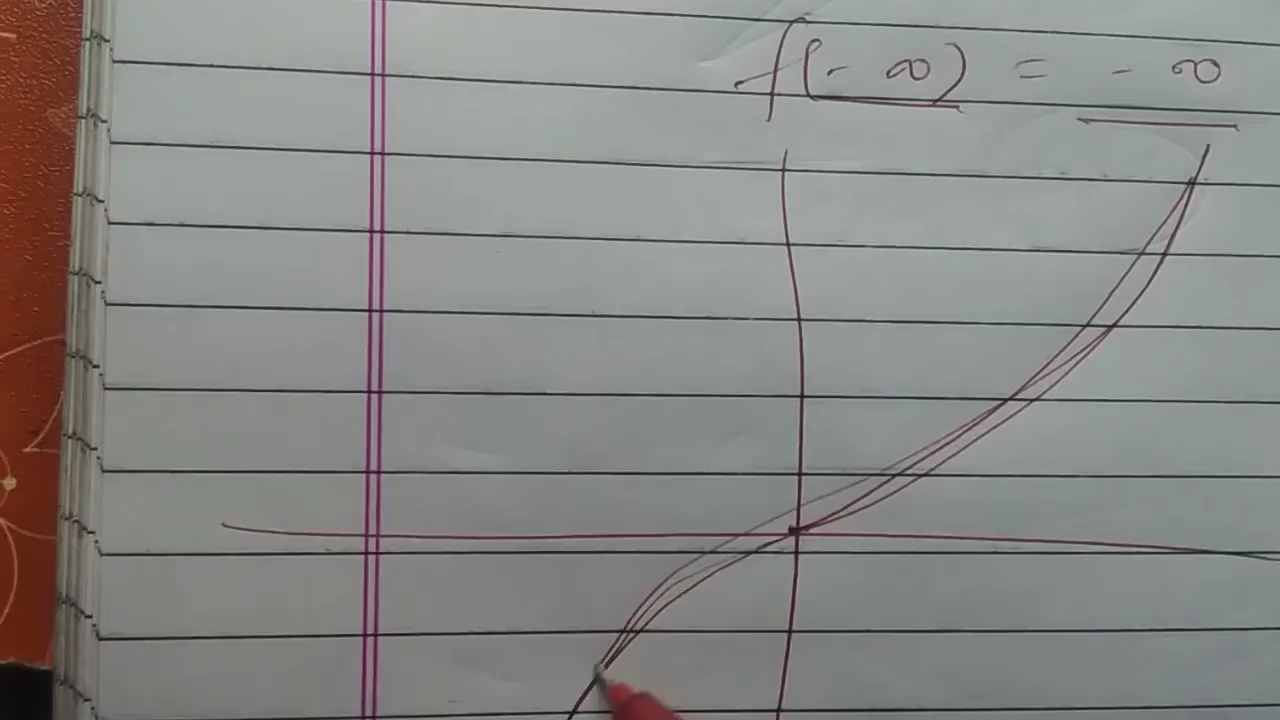 f(- ∞) = - ∞